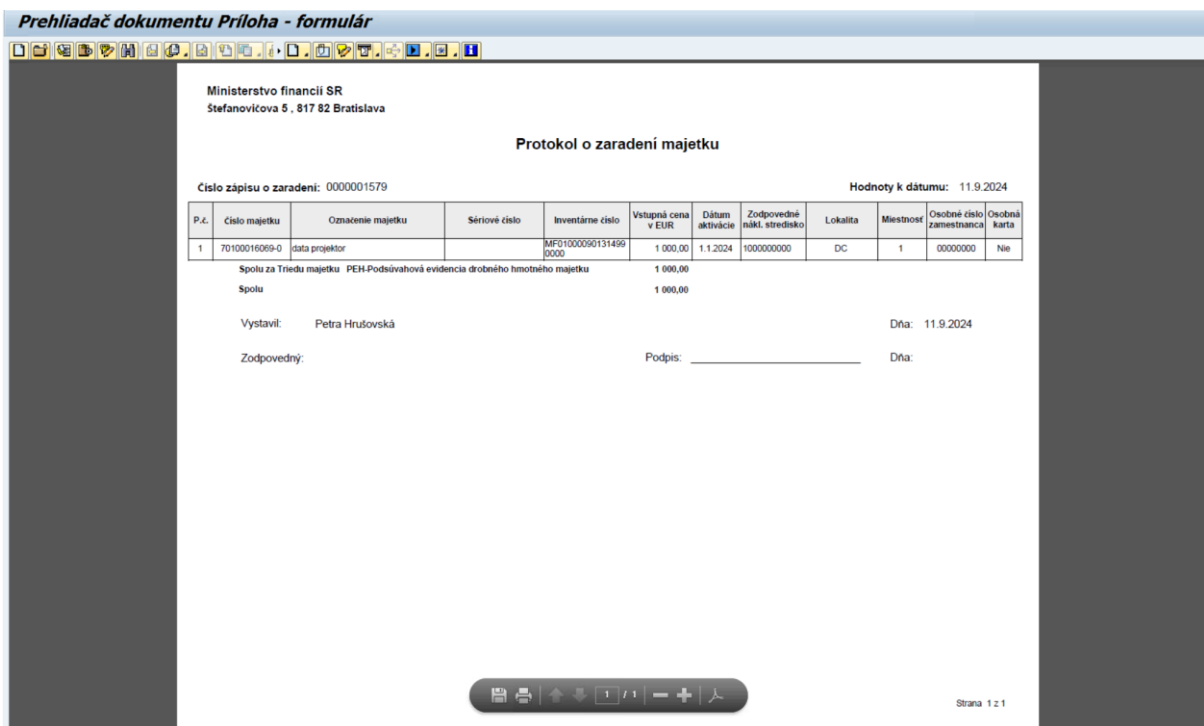 Prehliadač dokumentu Príloha - formulár
Ministerstvo financií SR
Štefanovičova 5 , 817 82 Bratislava
Protokol o zaradení majetku
Číslo zápisu o zaradení: 0000001579 Hodnoty k dátumu: 11.9.2024
P.č. Číslo majetku Označenie majetku Sériové číslo Inventárne číslo Vstupná cena v EUR Dátum aktivácie Zodpovedné nákl. stredisko Lokalita Miestnosť Osobné číslo zamestnanca Osobná karta
1 70100016069-0 data projektor MF01000090131499 0000 1 000,00 1.1.2024 1000000000 DC 1 00000000 Nie
Spolu za Triedu majetku PEH-Podsúvahová evidencia drobného hmotného majetku 1 000,00
Spolu 1 000,00
Vystavil: Petra Hrušovská Dňa: 11.9.2024
Zodpovedný: Podpis: Dňa:
1 / 1
Strana 1 z 1